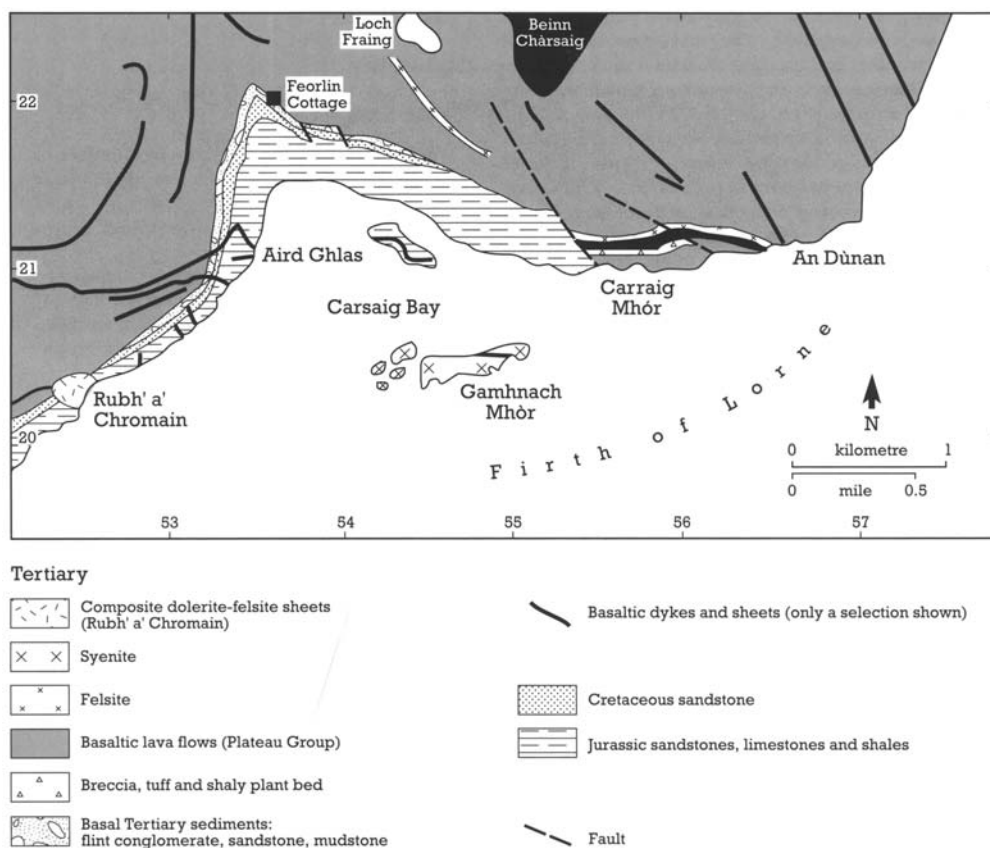 Loch
Fraing
Beinn
Chàrsaig
22
Feorlin
Cottage
21
Aird Ghlas
An Dùnan
Carsaig Bay
Carraig
Mhór
Rubh' a'
Chromain
Gamhnach
Mhòr
20
Firth of Lorne
N
0 kilometre 1
0 mile 0.5
53 54 55 56 57
Tertiary
Composite dolerite-felsite sheets
(Rubh' a' Chromain)
Basaltic dykes and sheets (only a selection shown)
Syenite
Felsite
Cretaceous sandstone
Basaltic lava flows (Plateau Group)
Jurassic sandstones, limestones and shales
Breccia, tuff and shaly plant bed
Basal Tertiary sediments:
flint conglomerate, sandstone, mudstone
Fault